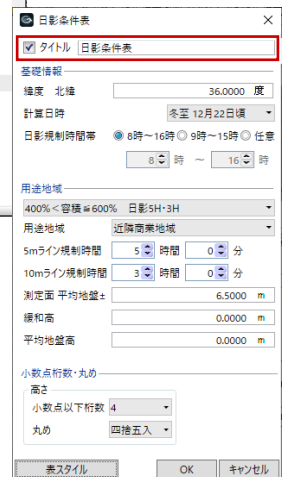 日影条件表
タイトル 日影条件表
基礎情報
緯度 北緯 36.0000 度
計算日時 冬至 12月22日頃
日影規制時間帯 8時～16時 9時～15時 任意
8 時 ～ 16 時
用途地域
400%＜容積≦600% 日影5H・3H
用途地域 近隣商業地域
5mライン規制時間 5 時間 0 分
10mライン規制時間 3 時間 0 分
測定面 平均地盤± 6.5000 m
緩和高 0.0000 m
平均地盤高 0.0000 m
小数点桁数・丸め
高さ
小数点以下桁数 4
丸め 四捨五入
表スタイル OK キャンセル